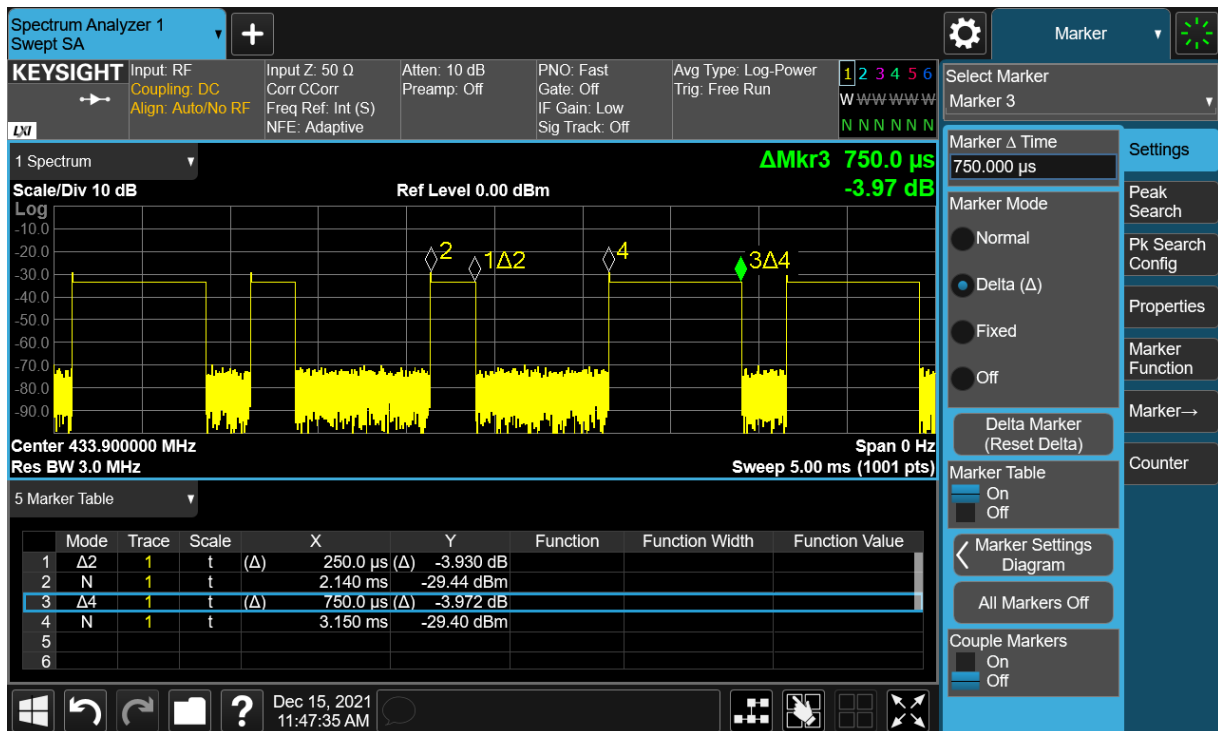 Spectrum Analyzer 1
Swept SA
+
Marker
KEYSIGHT
LXI
Input: RF
Coupling: DC
Align: Auto/No RF
Input Z: 50 Ω
Corr CCorr
Freq Ref: Int (S)
NFE: Adaptive
Atten: 10 dB
Preamp: Off
PNO: Fast
Gate: Off
IF Gain: Low
Sig Track: Off
Avg Type: Log-Power
Trig: Free Run
1 2 3 4 5 6
W W W W W W
N N N N N N
1 Spectrum
ΔMkr3 750.0 µs
-3.97 dB
Scale/Div 10 dB
Ref Level 0.00 dBm
Log
-10.0
-20.0
-30.0
-40.0
-50.0
-60.0
-70.0
-80.0
-90.0
2
1Δ2
4
3Δ4
Center 433.900000 MHz
Span 0 Hz
Res BW 3.0 MHz
Sweep 5.00 ms (1001 pts)
5 Marker Table
Mode Trace Scale X Y Function Function Width Function Value
1 Δ2 1 t (Δ) 250.0 µs (Δ) -3.930 dB
2 N 1 t 2.140 ms -29.44 dBm
3 Δ4 1 t (Δ) 750.0 µs (Δ) -3.972 dB
4 N 1 t 3.150 ms -29.40 dBm
5
6
?
Dec 15, 2021
11:47:35 AM
Select Marker
Marker 3
Marker Δ Time
750.000 µs
Marker Mode
Normal
Delta (Δ)
Fixed
Off
Delta Marker
(Reset Delta)
Marker Table
On
Off
Marker Settings
Diagram
All Markers Off
Couple Markers
On
Off
Settings
Peak
Search
Pk Search
Config
Properties
Marker
Function
Marker→
Counter